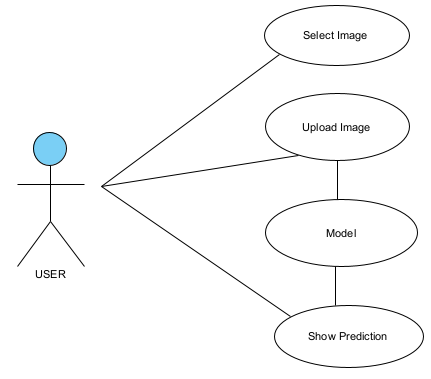 Select Image
Upload Image
Model
USER
Show Prediction